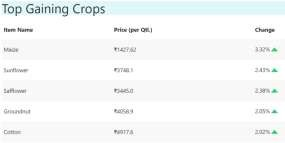 Top Gaining Crops
Item Name Price (per Qtl.) Change
Maize ₹1427.62 3.32%
Sunflower ₹3748.1 2.43%
Safflower ₹3445.0 2.38%
Groundnut ₹4058.9 2.05%
Cotton ₹4917.6 2.02%